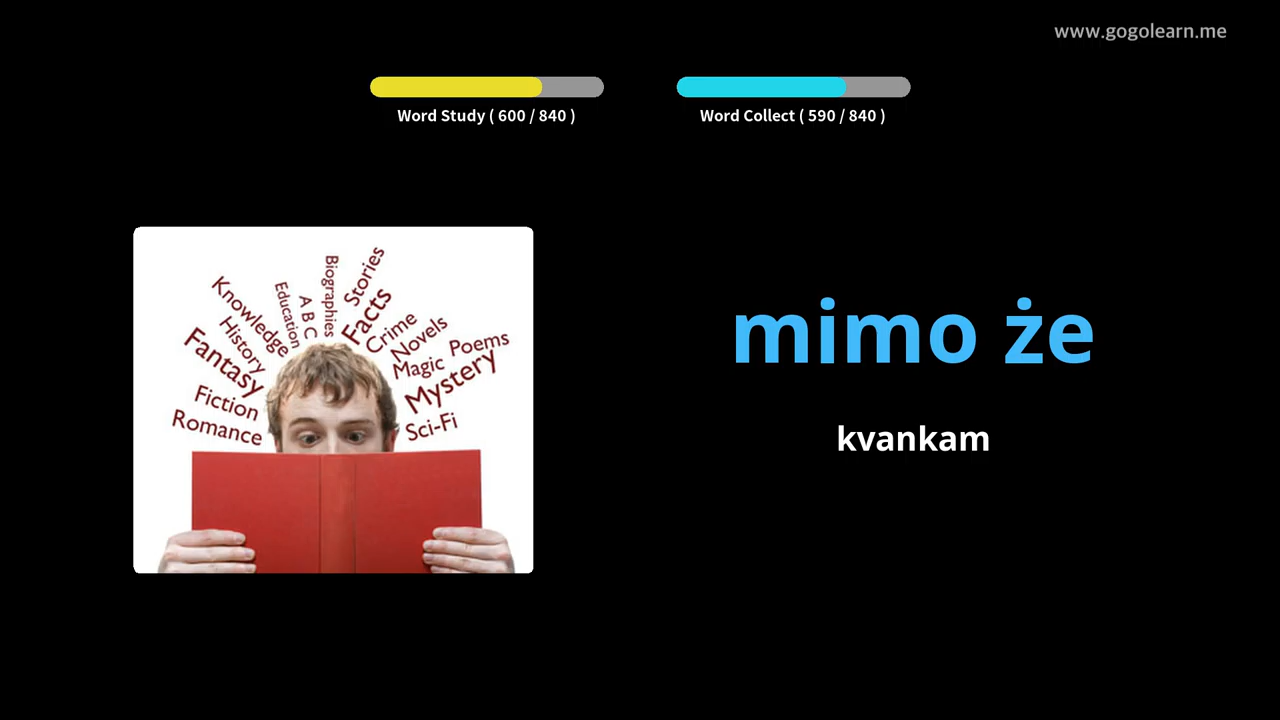 www.gogolearn.me
Word Study ( 600 / 840 )
Word Collect ( 590 / 840 )
Knowledge
History
Fantasy
Fiction
Romance
Education
A B C
Biographies
Stories
Facts
Crime
Novels
Magic
Poems
Mystery
Sci-Fi
mimo że
kvankam